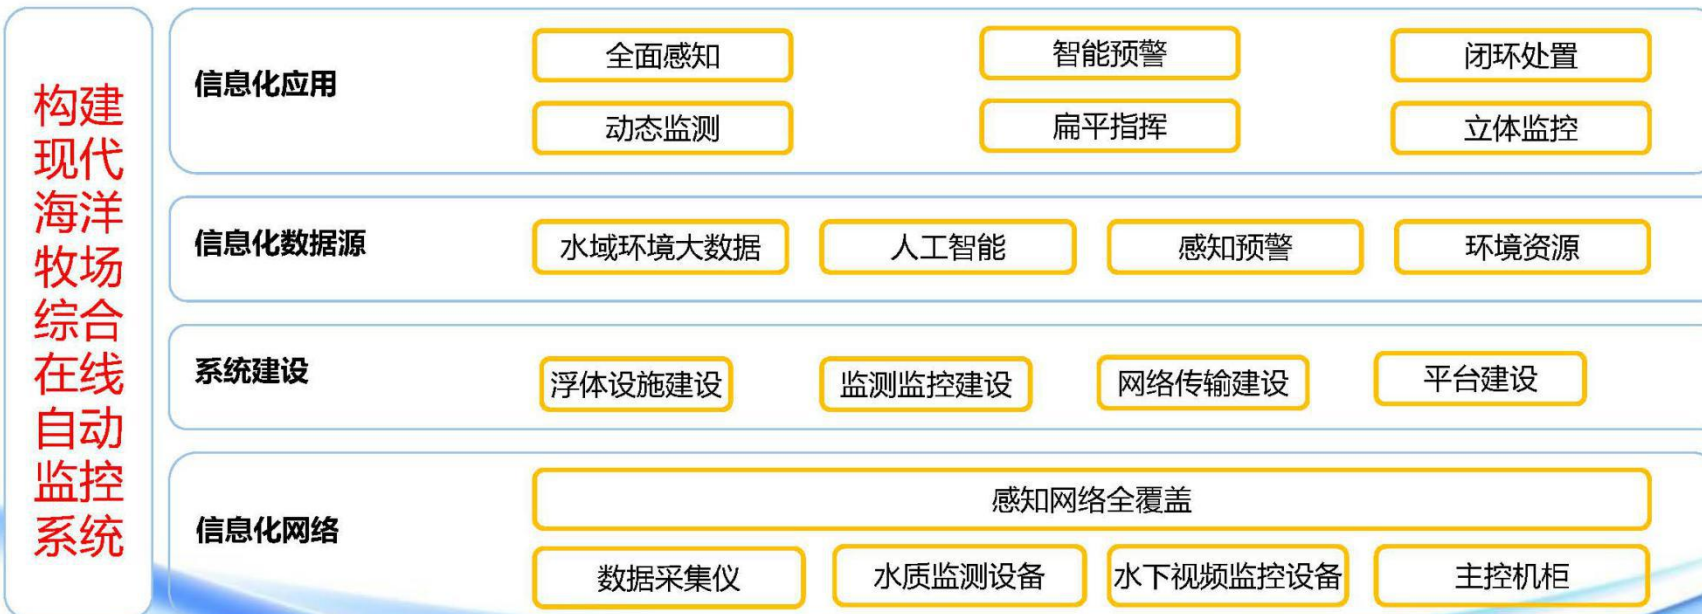 构建
现代
海洋
牧场
综合
在线
自动
监控
系统
信息化应用
全面感知
智能预警
闭环处置
动态监测
扁平指挥
立体监控
信息化数据源
水域环境大数据
人工智能
感知预警
环境资源
系统建设
浮体设施建设
监测监控建设
网络传输建设
平台建设
信息化网络
感知网络全覆盖
数据采集仪
水质监测设备
水下视频监控设备
主控机柜